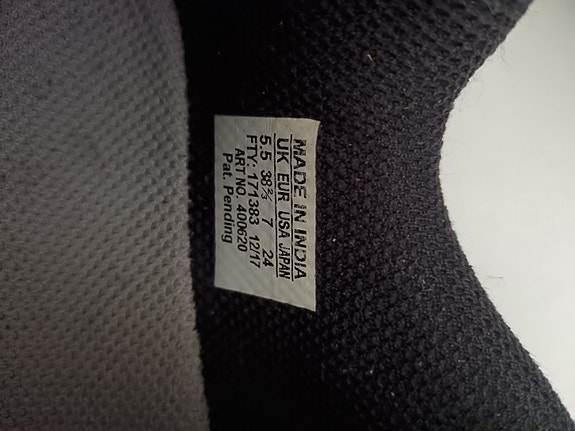 MADE IN INDIA
UK EUR USA JAPAN
5.5 38⅔ 7 24
FTY: 171383 12/17
ART NO. 400620
Pat. Pending